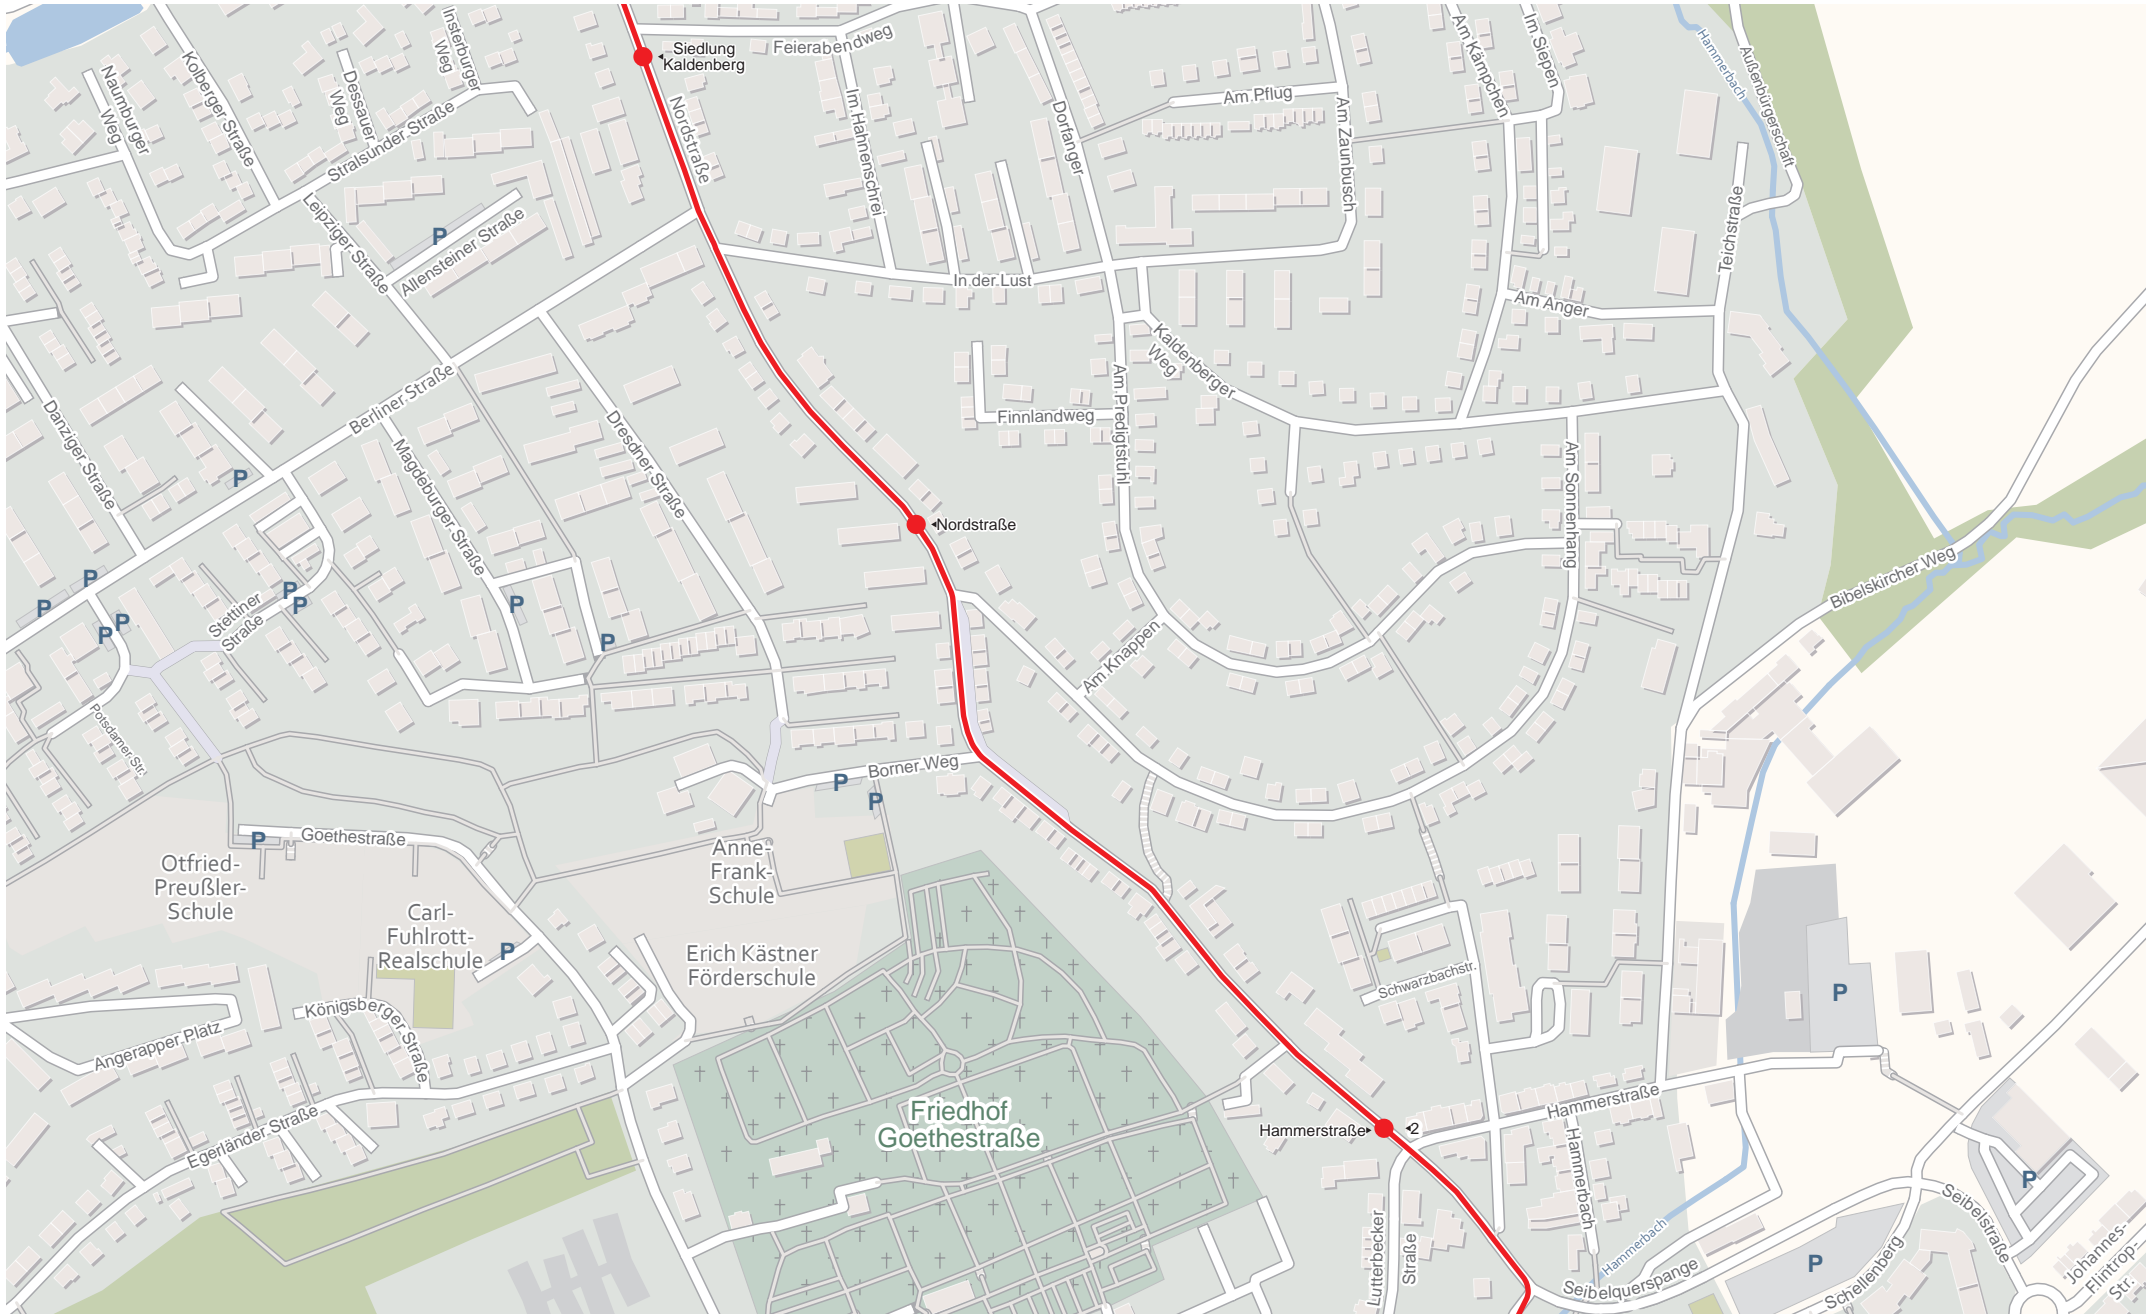 Siedlung
Kaldenberg
Feierabendweg
Insterburger
Weg
Kolberger Straße
Dessauer
Weg
Naumburger
Weg
Stralsunder Straße
Nordstraße
Im Hahnenschrei
Dorfanger
Am Pflug
Am Zaunbusch
Am Kämpchen
Im Siepen
Hammerbach
Außenbürgerschaft
Teichstraße
Leipziger Straße
P
Allensteiner Straße
In der Lust
Am Anger
Kaldenberger
Weg
Am Predigtstuhl
Finnlandweg
Danziger Straße
Berliner Straße
Magdeburger Straße
Dresdner Straße
P
Nordstraße
Am Sonnenhang
Bibelskircher Weg
P
P
P
P
P
P
P
P
Stettiner
Straße
Am Knappen
Potsdamer Str.
Borner Weg
P
P
P
Goethestraße
Otfried-
Preußler-
Schule
Anne-
Frank-
Schule
Carl-
Fuhlrott-
Realschule
P
Erich Kästner
Förderschule
Schwarzbachstr.
P
Königsberger Straße
Angerapper Platz
Egerländer Straße
Friedhof
Goethestraße
Hammerstraße
2
Hammerstraße
Hammerbach
Lutterbecker
Straße
Hammerbach
Seibelquerspange
P
P
Schellenberg
Seibelstraße
Johannes-
Flintrop-
Str.